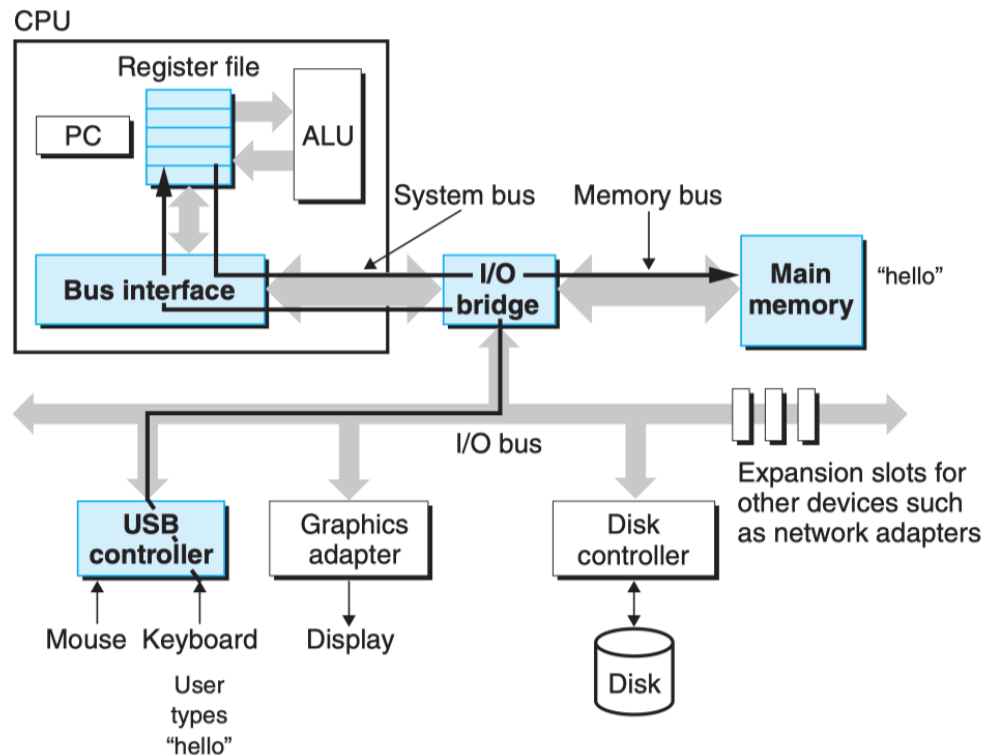 CPU
Register file
PC
ALU
System bus
Memory bus
Bus interface
I/O
bridge
Main
memory
“hello”
I/O bus
Expansion slots for
other devices such
as network adapters
USB
controller
Graphics
adapter
Disk
controller
Mouse
Keyboard
Display
User
types
“hello”
Disk